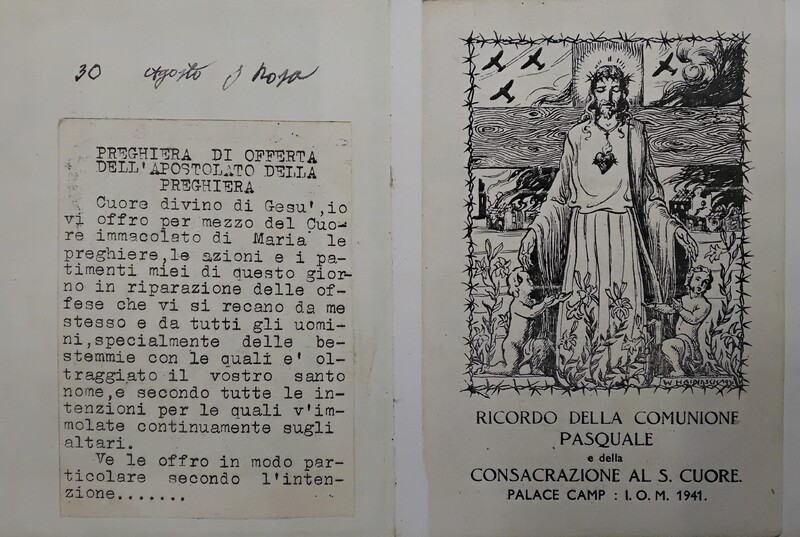 30 Agosto S Rosa
PREGHIERA DI OFFERTA
DELL'APOSTOLATO DELLA
PREGHIERA
Cuore divino di Gesu', io
vi offro per mezzo del Cuo-
re immacolato di Maria le
preghiere, le azioni e i pa-
timenti miei di questo gior-
no in riparazione delle of-
fese che vi si recano da me
stesso e da tutti gli uomi-
ni, specialmente delle be-
stemmie con le quali e' ol-
traggiato il vostro santo
nome, e secondo tutte le in-
tenzioni per le quali v'im-
molate continuamente sugli
altari.
Ve le offro in modo par-
ticolare secondo l'inten-
zione.......
RICORDO DELLA COMUNIONE
PASQUALE
e della
CONSACRAZIONE AL S. CUORE.
PALACE CAMP : I. O. M. 1941.